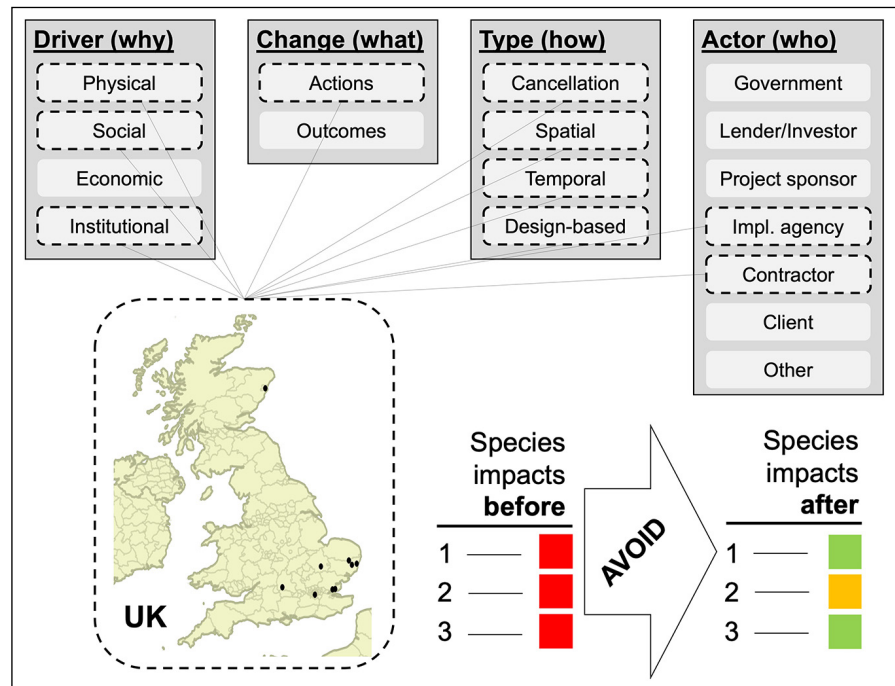 Driver (why)
Physical
Social
Economic
Institutional
Change (what)
Actions
Outcomes
Type (how)
Cancellation
Spatial
Temporal
Design-based
Actor (who)
Government
Lender/Investor
Project sponsor
Impl. agency
Contractor
Client
Other
UK
Species
impacts
before
1
2
3
AVOID
Species
impacts
after
1
2
3